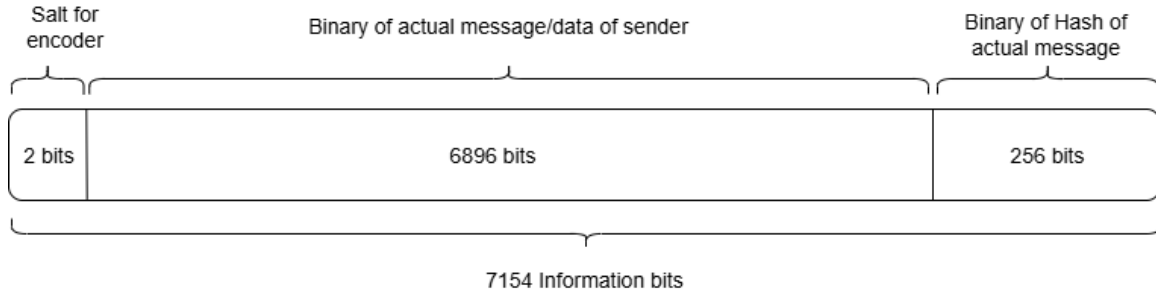 Salt for
encoder
Binary of actual message/data of sender
Binary of Hash of
actual message
2 bits
6896 bits
256 bits
7154 Information bits